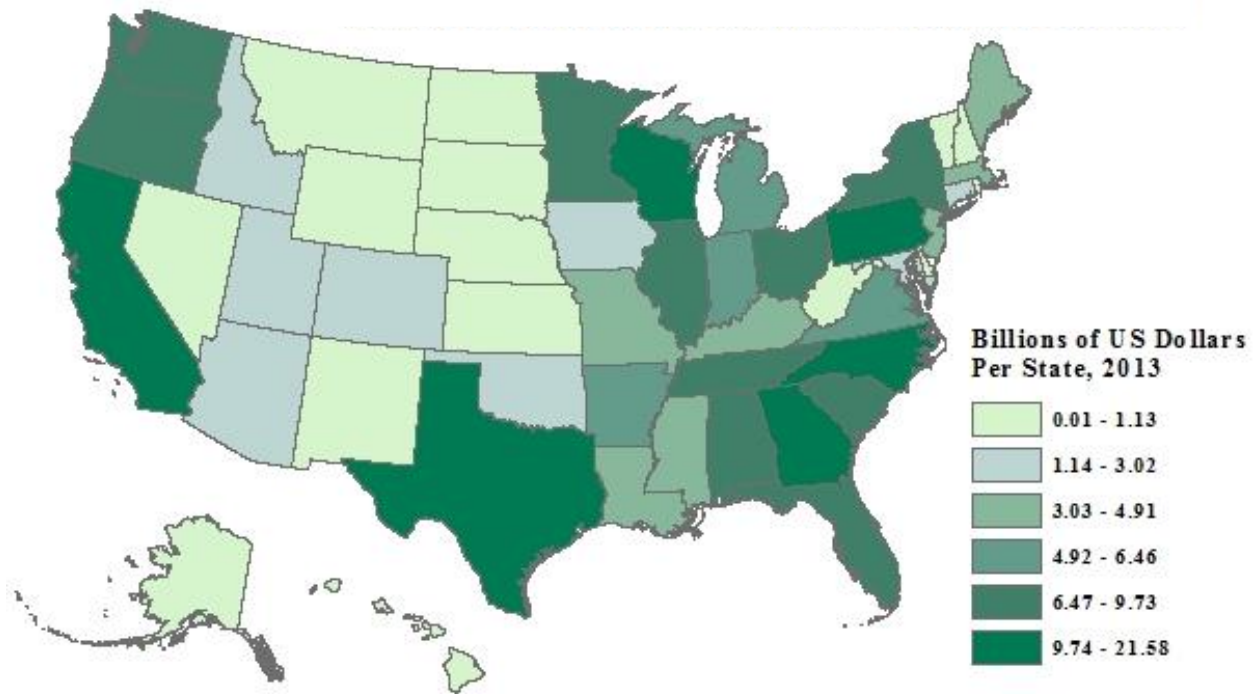 Billions of US Dollars
Per State, 2013
0.01 - 1.13
1.14 - 3.02
3.03 - 4.91
4.92 - 6.46
6.47 - 9.73
9.74 - 21.58